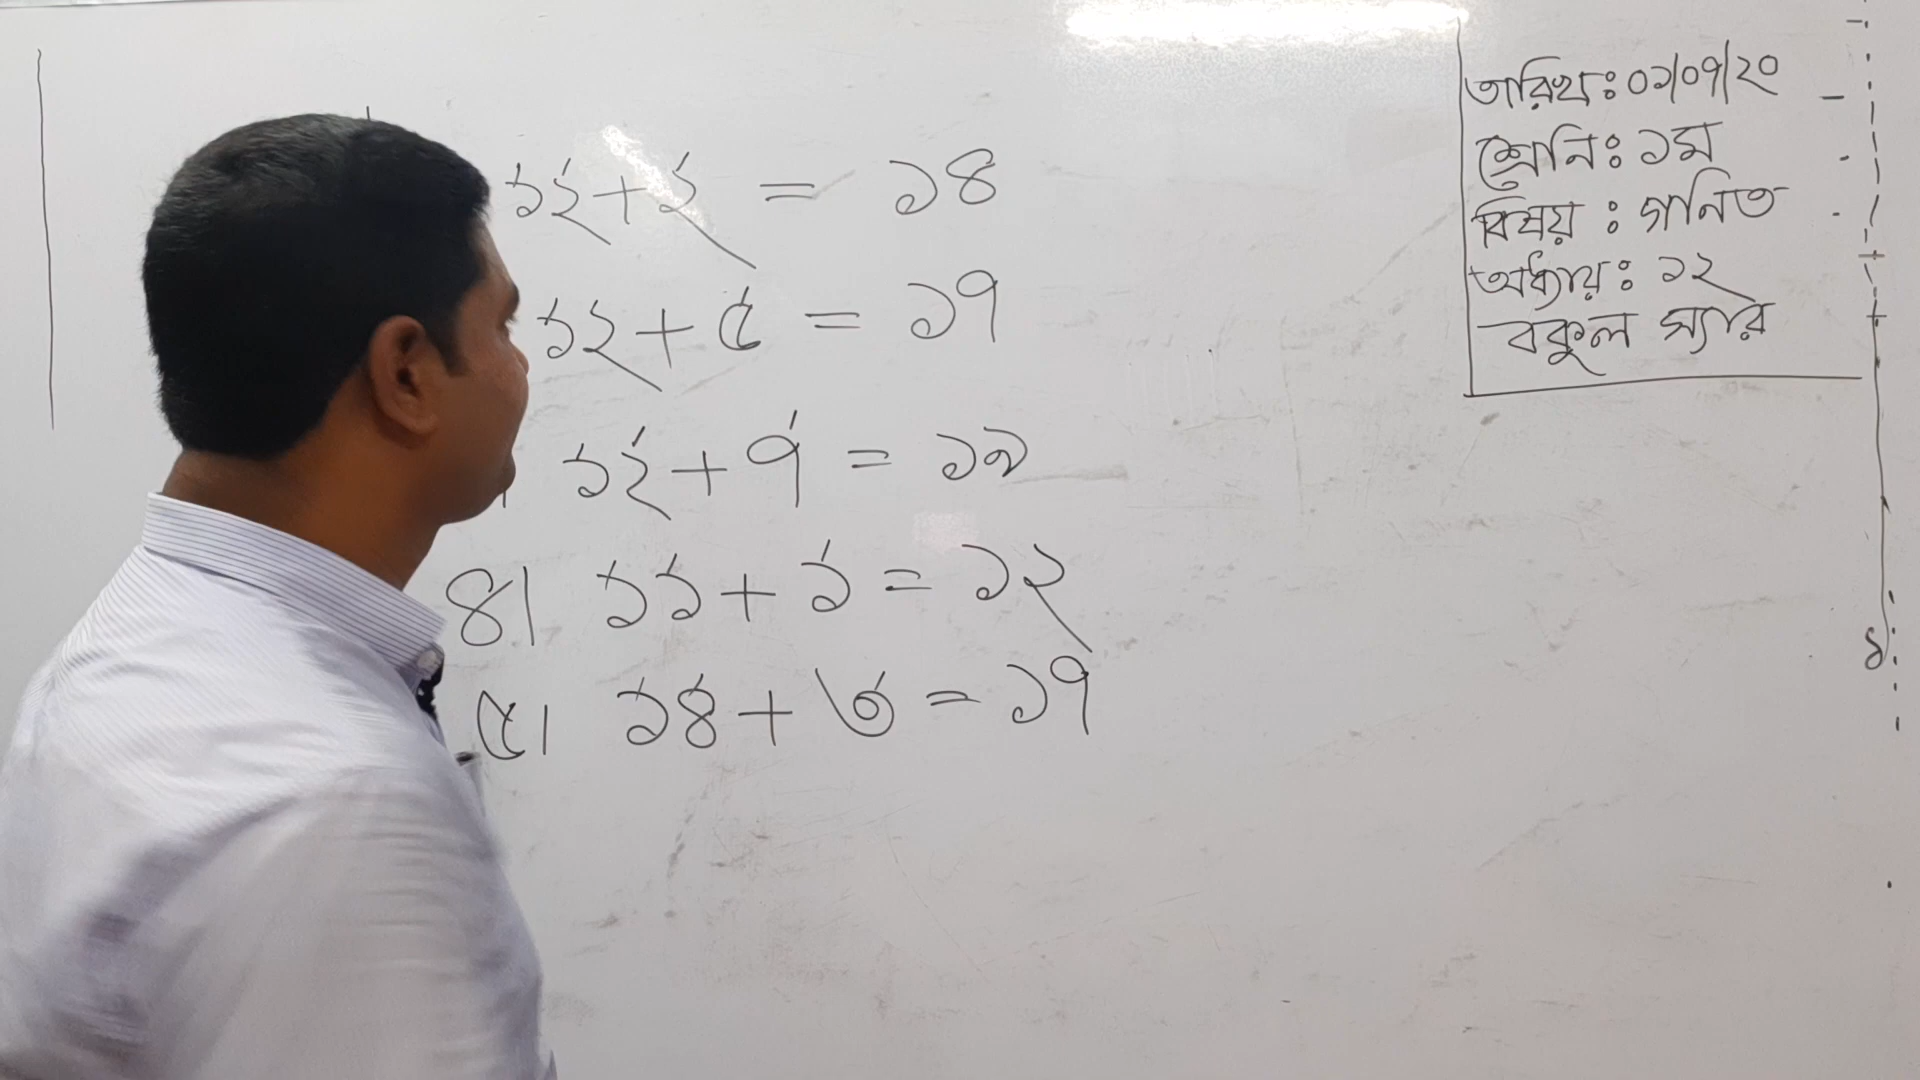 ১২+২ = ১৪
১২+৫ = ১৭
১২+৭ = ১৯
৪। ১১+১=১২
৫। ১৪+৩=১৭
তারিখঃ ০১/০৭/২০
শ্রেনিঃ ১ম
বিষয় ঃ গনিত
অধ্যায়ঃ ১২
বকুল স্যার